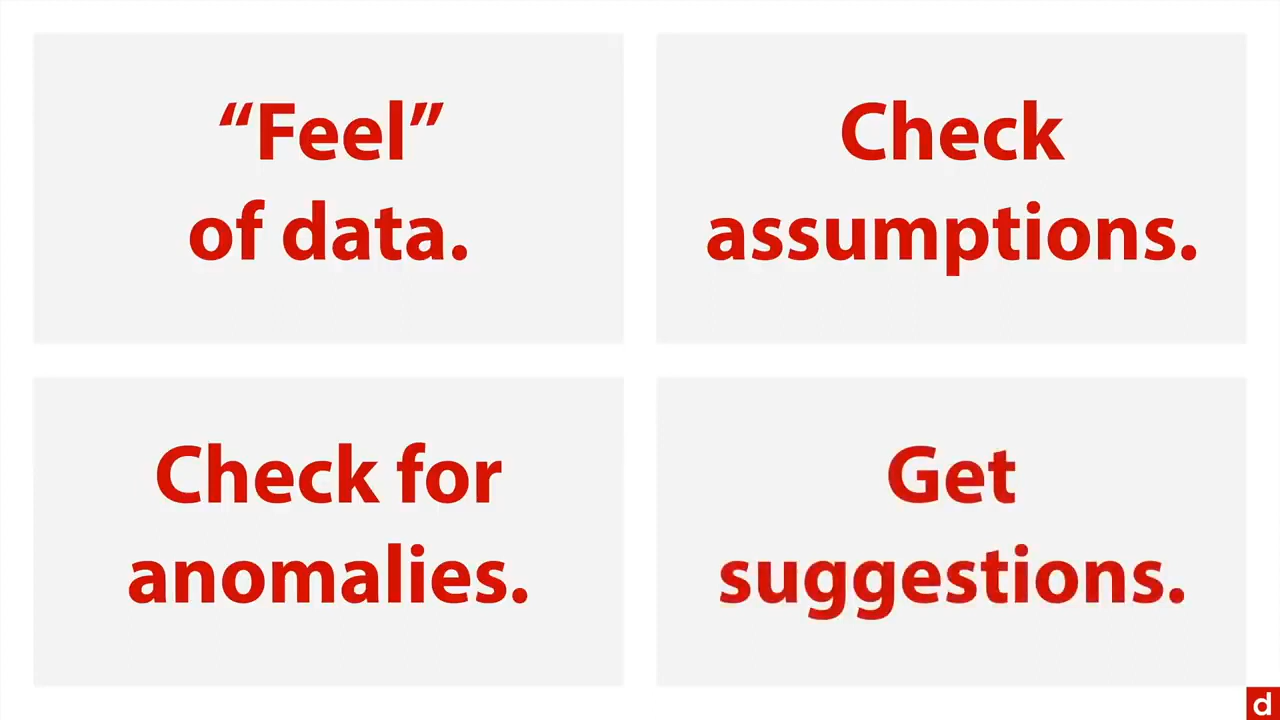 “Feel”
of data.
Check
assumptions.
Check for
anomalies.
Get
suggestions.
d